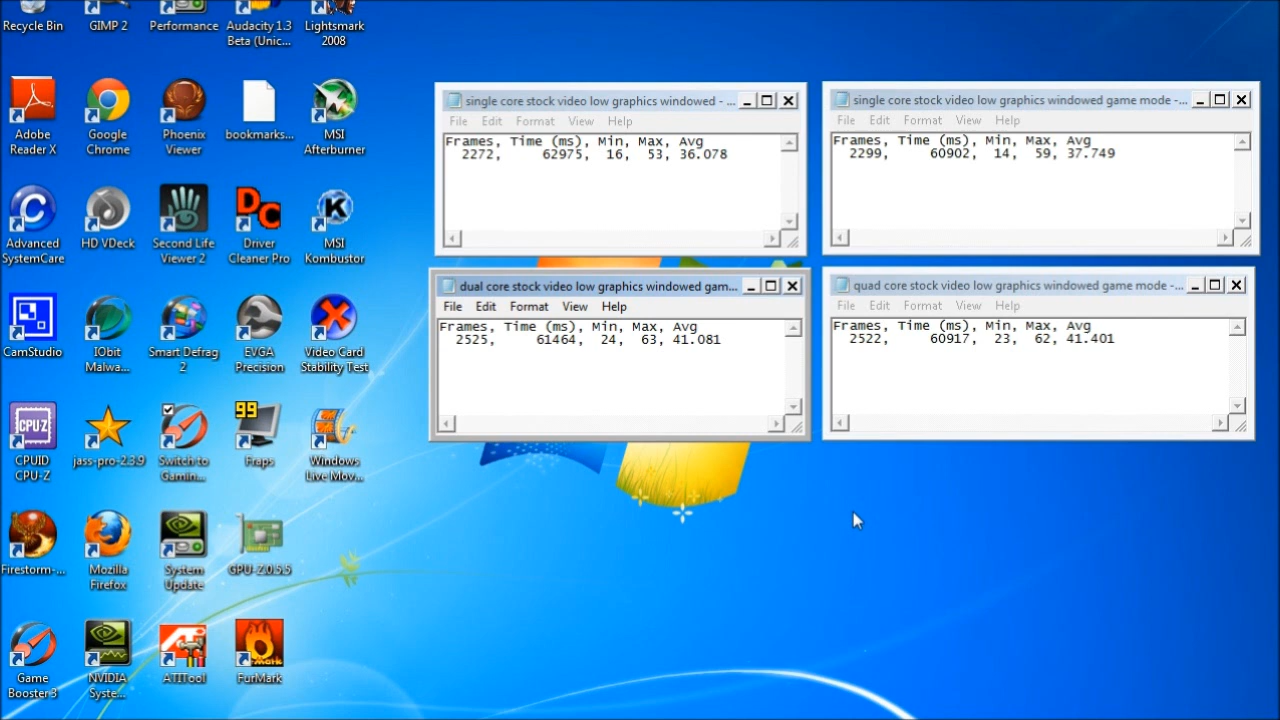 Recycle Bin
GIMP 2
Performance
Audacity 1.3
Beta (Unic...
Lightsmark
2008
Adobe
Reader X
Google
Chrome
Phoenix
Viewer
bookmarks...
MSI
Afterburner
Advanced
SystemCare
HD VDeck
Second Life
Viewer 2
Driver
Cleaner Pro
MSI
Kombustor
CamStudio
IObit
Malwa...
Smart Defrag
2
EVGA
Precision
Video Card
Stability Test
CPU-Z
CPUID
CPU-Z
jass-pro-2.3.9
Switch to
Gamin...
99
Fraps
Windows
Live Mov...
Firestorm-...
Mozilla
Firefox
System
Update
GPU-Z.0.5.5
Game
Booster 3
NVIDIA
Syste...
ATITool
FurMark
single core stock video low graphics windowed - ...
File Edit Format View Help
Frames, Time (ms), Min, Max, Avg
2272, 62975, 16, 53, 36.078
single core stock video low graphics windowed game mode -...
File Edit Format View Help
Frames, Time (ms), Min, Max, Avg
2299, 60902, 14, 59, 37.749
dual core stock video low graphics windowed gam...
File Edit Format View Help
Frames, Time (ms), Min, Max, Avg
2525, 61464, 24, 63, 41.081
quad core stock video low graphics windowed game mode -...
File Edit Format View Help
Frames, Time (ms), Min, Max, Avg
2522, 60917, 23, 62, 41.401